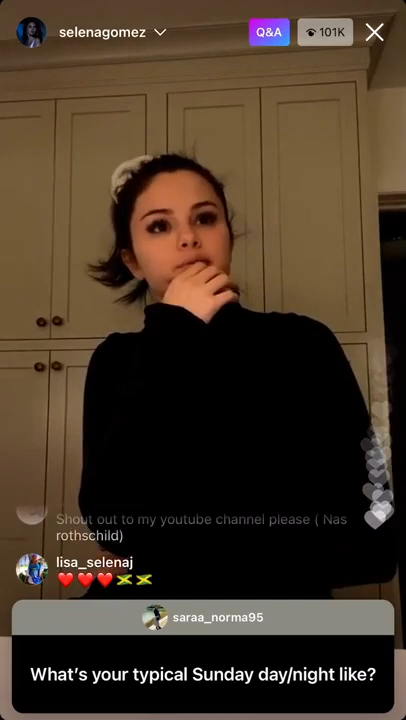 selenagomez
Q&A
101K
Shout out to my youtube channel please ( Nas
rothschild)
lisa_selenaj
❤️❤️❤️🇯🇲🇯🇲
saraa_norma95
What's your typical Sunday day/night like?